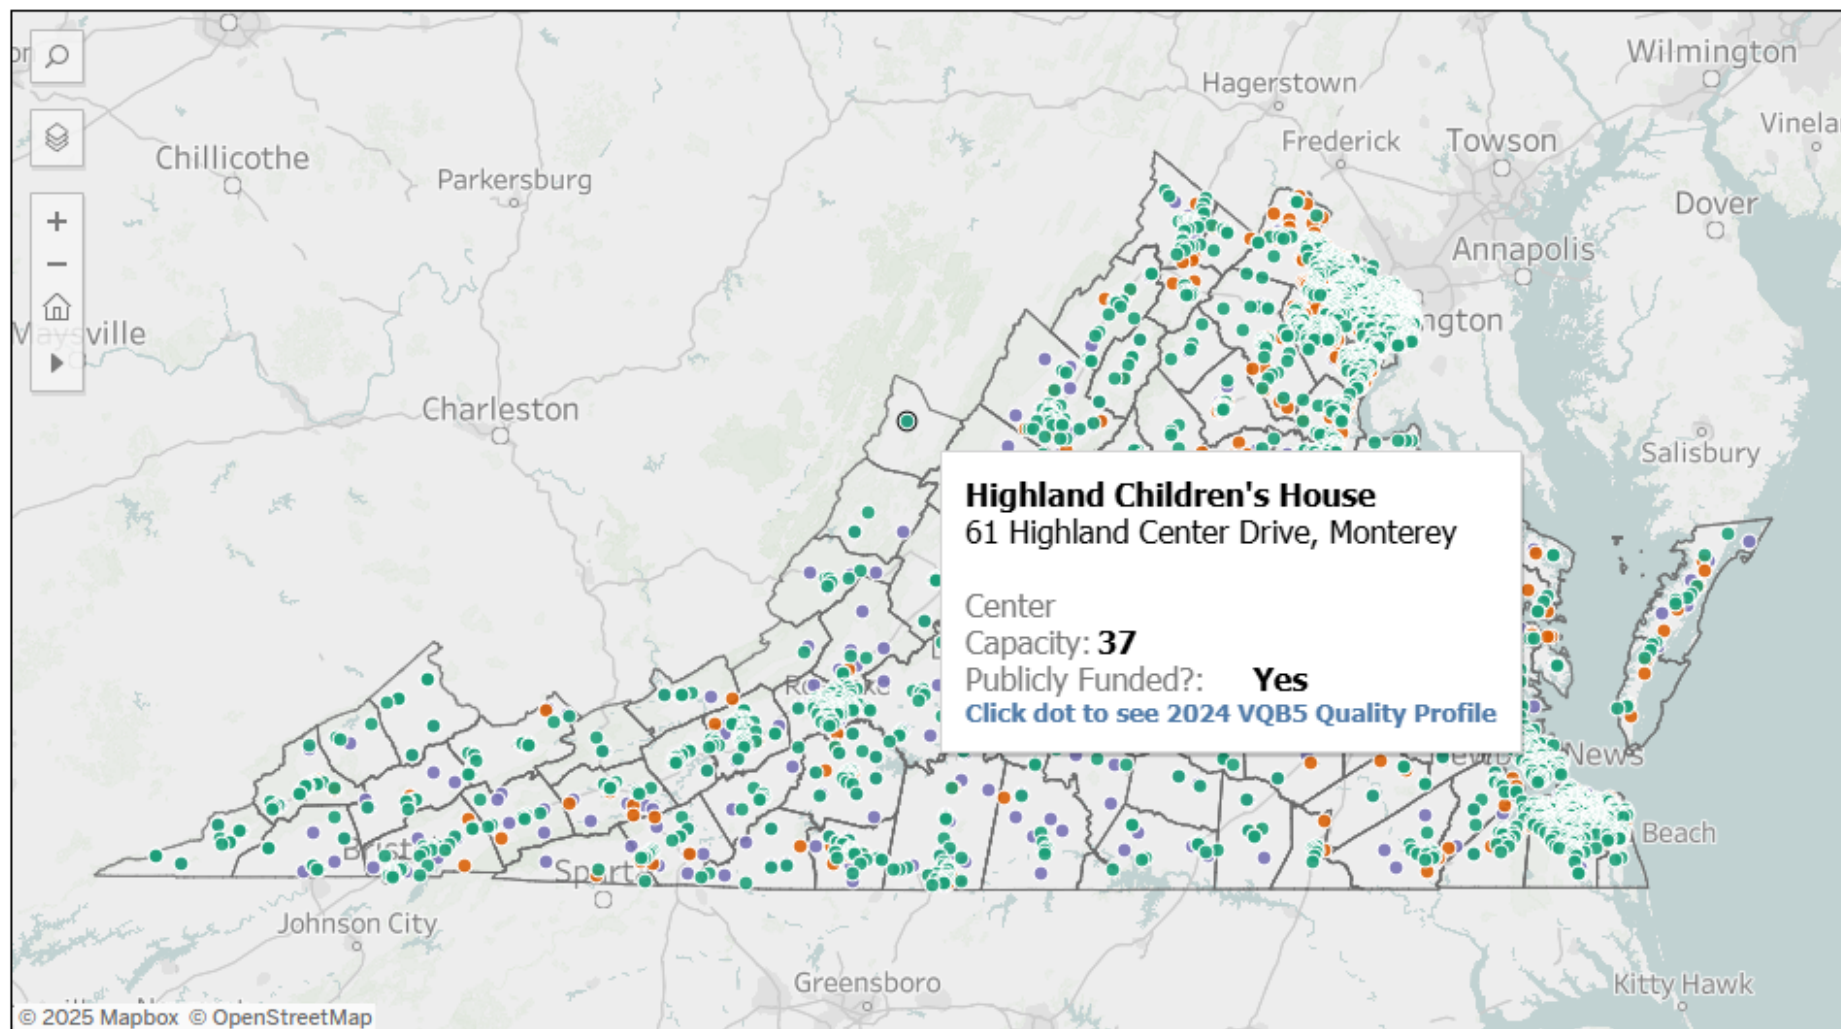 Wilmington
Hagerstown
Vinela
Frederick
Towson
Chillicothe
Parkersburg
Dover
Annapolis
ngton
Maysville
Charleston
Salisbury
Highland Children's House
61 Highland Center Drive, Monterey
Center
Capacity: 37
Publicly Funded?: Yes
Click dot to see 2024 VQB5 Quality Profile
News
Beach
Johnson City
Greensboro
Kitty Hawk
© 2025 Mapbox © OpenStreetMap